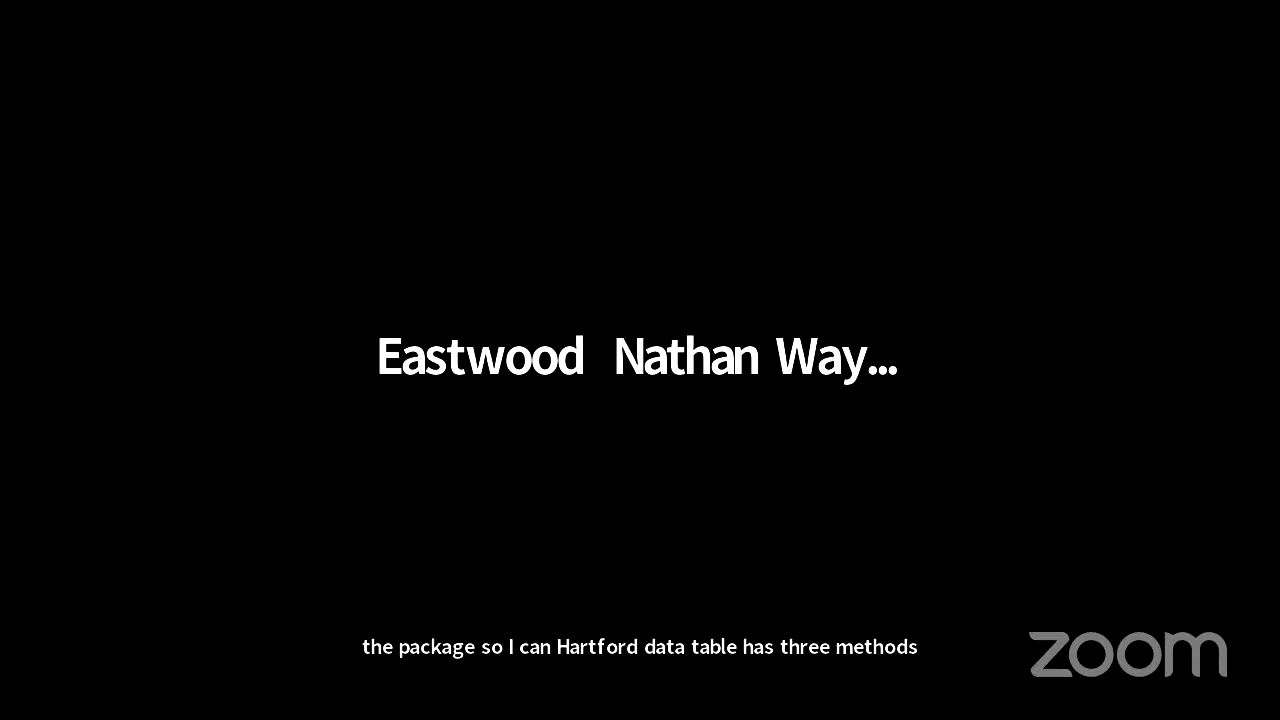 Eastwood Nathan Way...
the package so I can Hartford data table has three methods
zoom